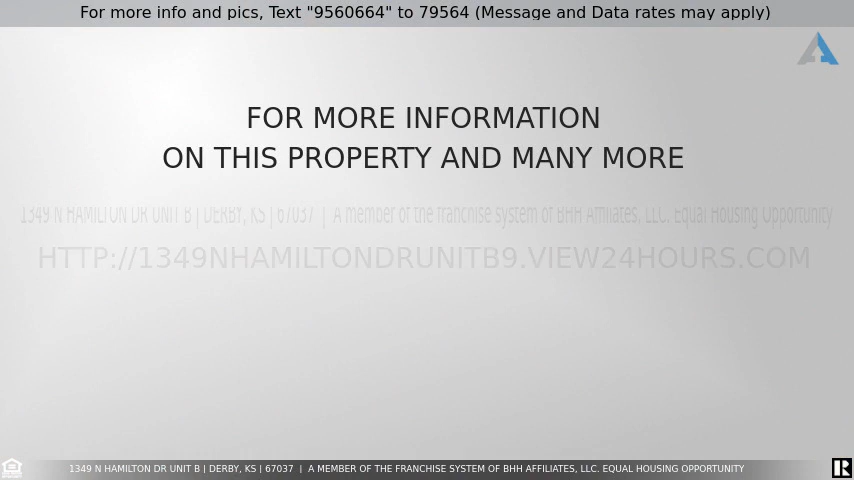 For more info and pics, Text "9560664" to 79564 (Message and Data rates may apply)
FOR MORE INFORMATION
ON THIS PROPERTY AND MANY MORE
1349 N HAMILTON DR UNIT B | DERBY, KS | 67037 | A member of the franchise system of BHH Affiliates, LLC. Equal Housing Opportunity
HTTP://1349NHAMILTONDRUNITB9.VIEW24HOURS.COM
1349 N HAMILTON DR UNIT B | DERBY, KS | 67037 | A MEMBER OF THE FRANCHISE SYSTEM OF BHH AFFILIATES, LLC. EQUAL HOUSING OPPORTUNITY